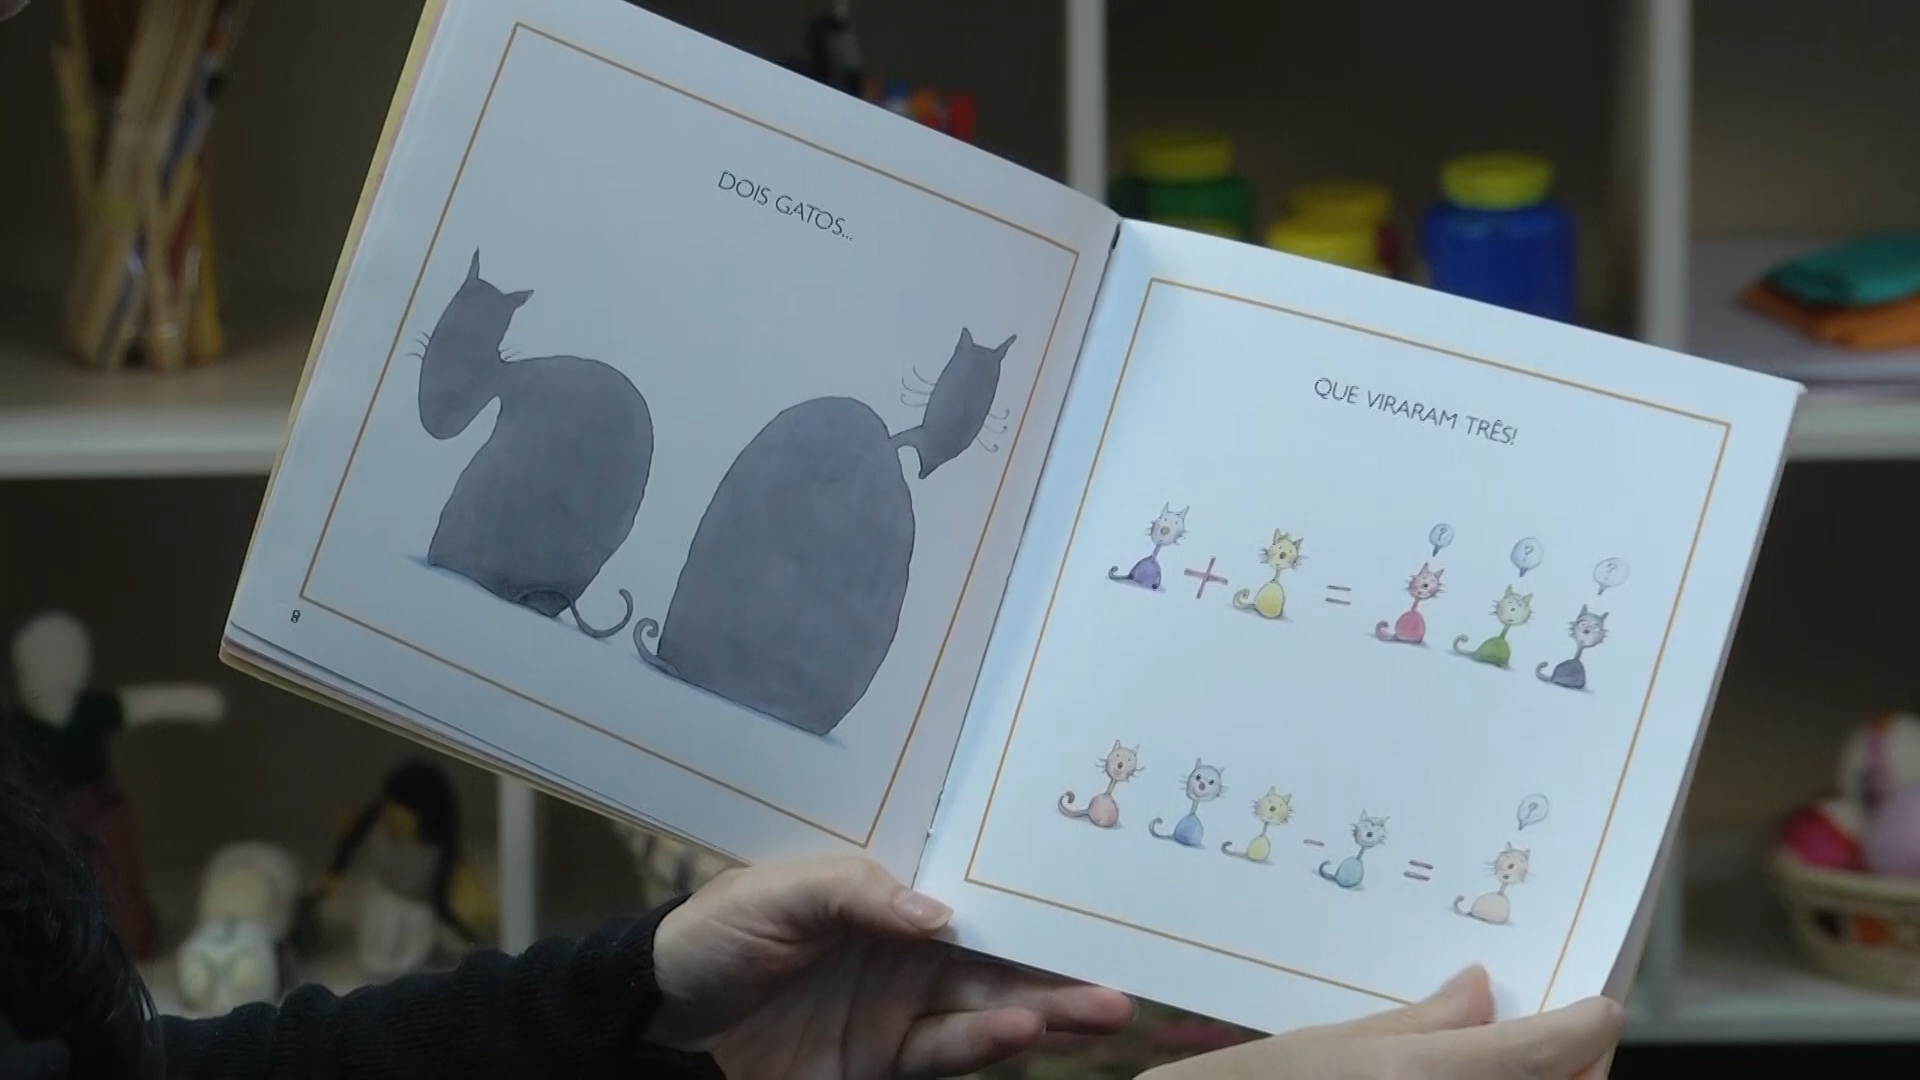 DOIS GATOS...
8
QUE VIRARAM TRÊS!
+ =
? ? ?
- =
?